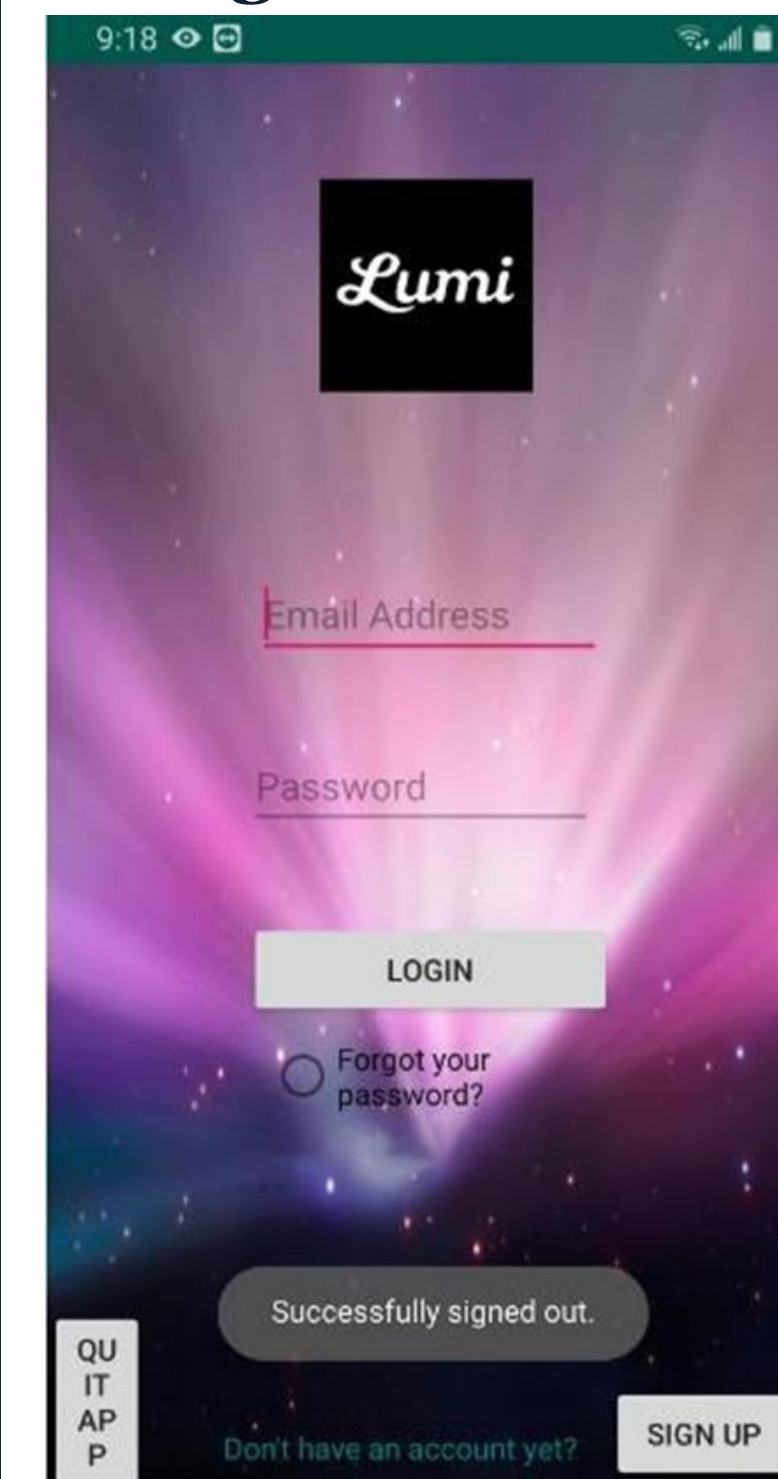 9:18
Lumi
Email Address
Password
LOGIN
Forgot your
password?
Successfully signed out.
QU
IT
AP
P
Don't have an account yet?
SIGN UP